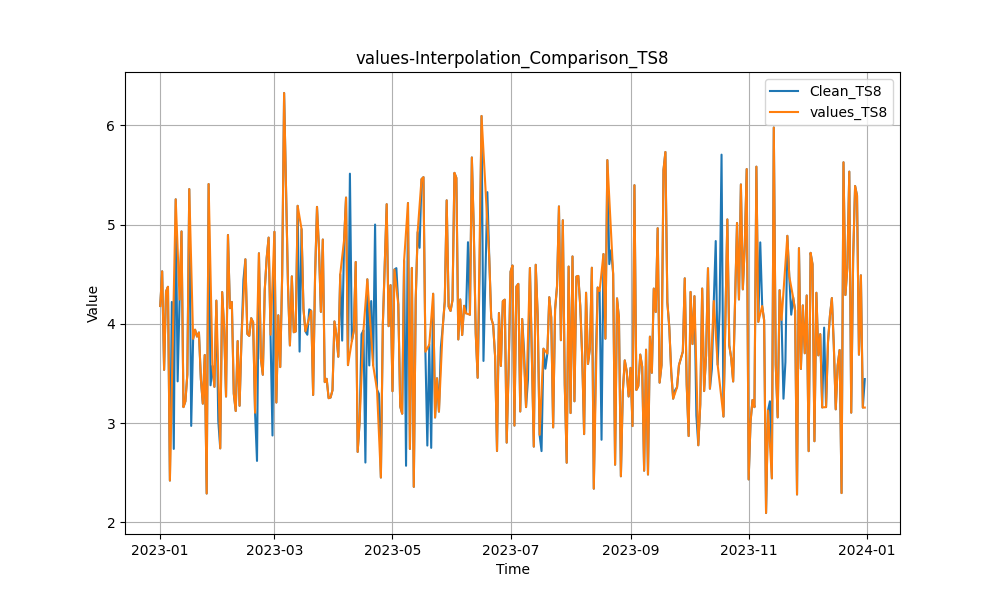 values-Interpolation_Comparison_TS8
Clean_TS8
values_TS8
6
5
4
3
2
Value
2023-01
2023-03
2023-05
2023-07
2023-09
2023-11
2024-01
Time